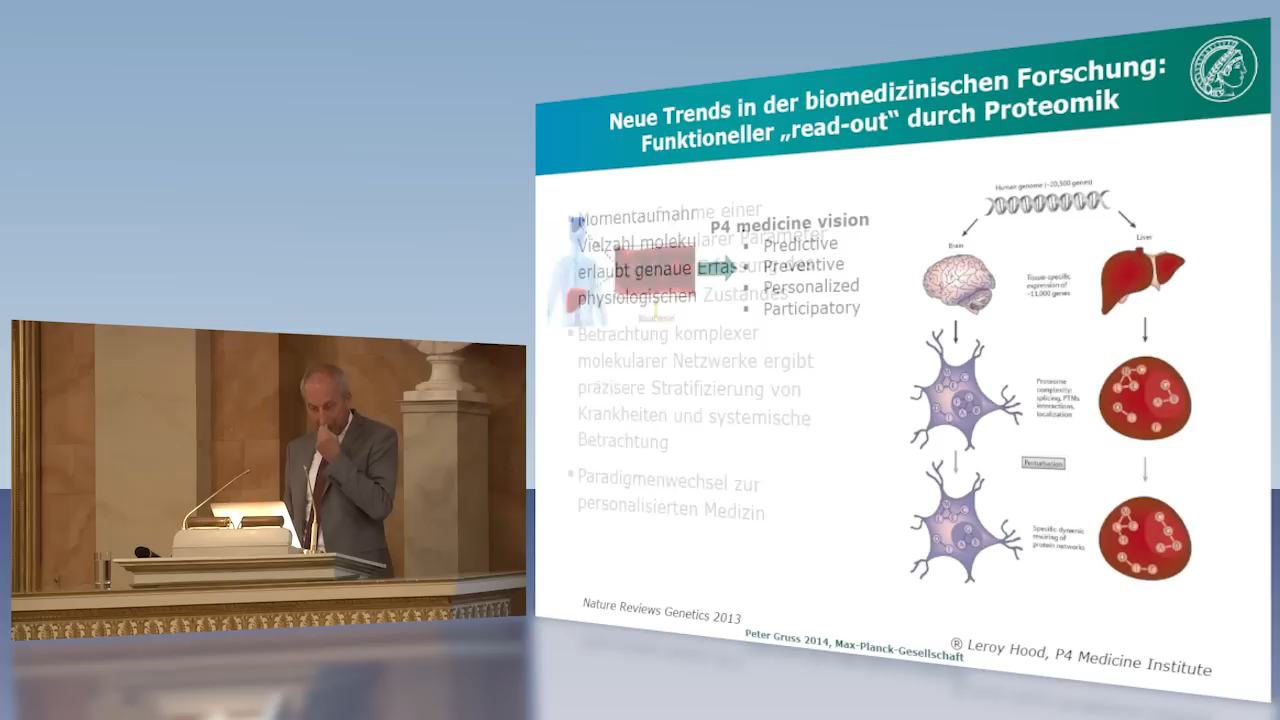 Neue Trends in der biomedizinischen Forschung:
Funktioneller „read-out“ durch Proteomik
Momentaufnahme einer
Vielzahl molekularer Parameter
erlaubt genaue Erfassung des
physiologischen Zustandes
Betrachtung komplexer
molekularer Netzwerke ergibt
präzisere Stratifizierung von
Krankheiten und systemische
Betrachtung
Paradigmenwechsel zur
personalisierten Medizin
P4 medicine vision
Predictive
Preventive
Personalized
Participatory
Human genome (~20,300 genes)
Brain
Liver
Tissue-specific
expression of
~11,000 genes
Proteome
complexity:
splicing, PTMs
interactions,
localization
Perturbation
Specific dynamic
rewiring of
protein networks
Nature Reviews Genetics 2013
Peter Gruss 2014, Max-Planck-Gesellschaft
® Leroy Hood, P4 Medicine Institute